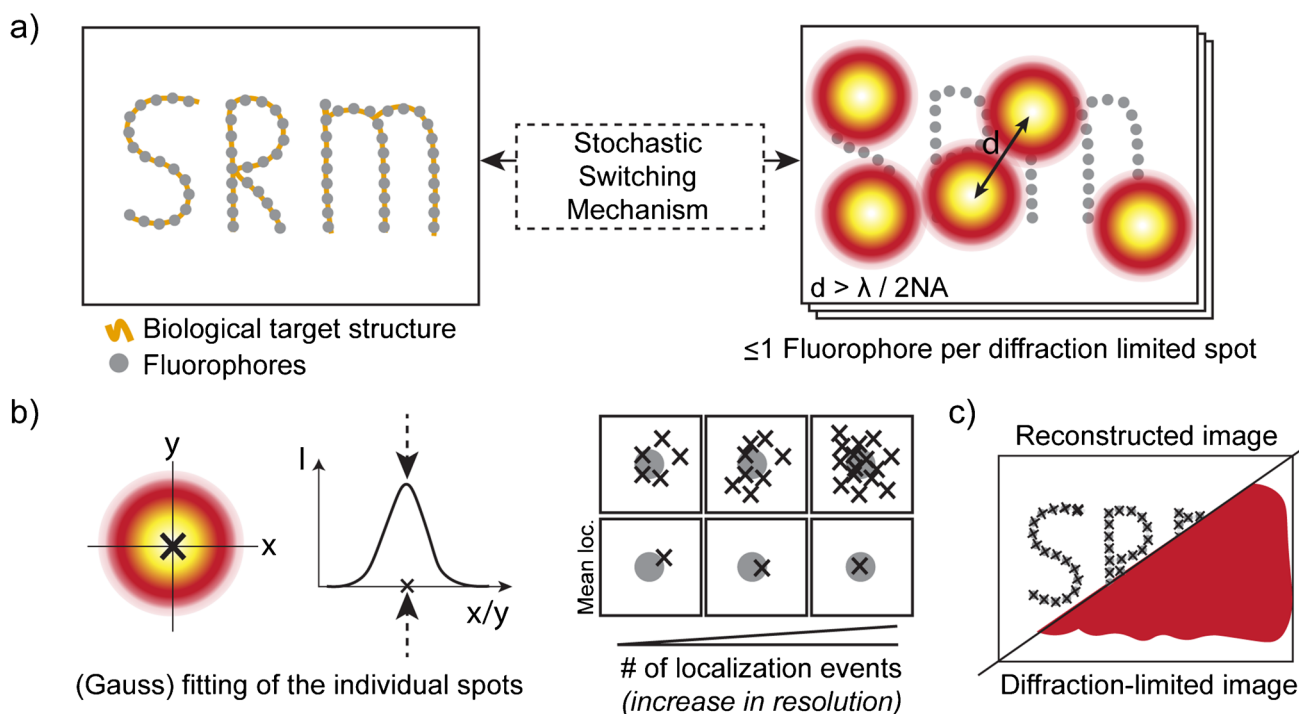 a)
Stochastic
Switching
Mechanism
d
d > λ / 2NA
Biological target structure
Fluorophores
≤1 Fluorophore per diffraction limited spot
b)
y
x
I
x/y
(Gauss) fitting of the individual spots
Mean loc.
# of localization events
(increase in resolution)
c)
Reconstructed image
Diffraction-limited image